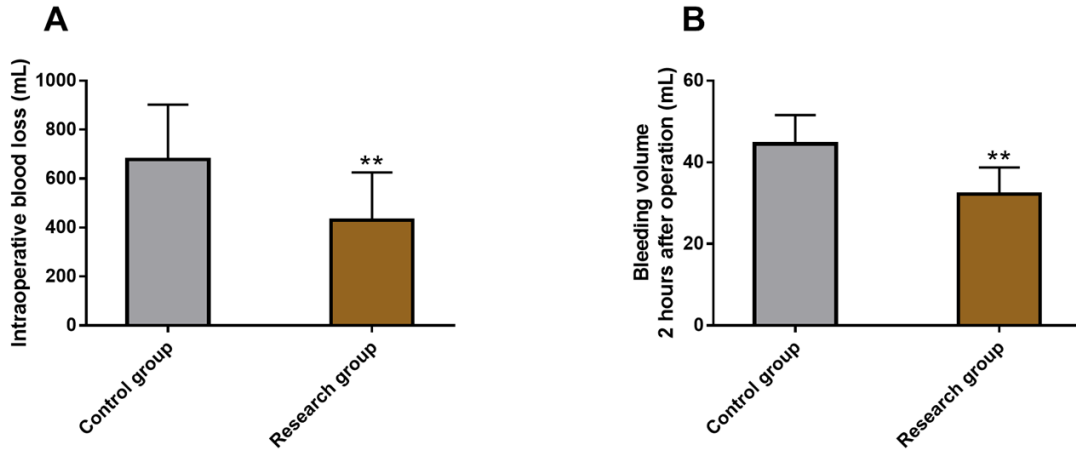 A
Intraoperative blood loss (mL)
1000
800
600
400
200
0
**
Control group
Research group
B
Bleeding volume
2 hours after operation (mL)
60
40
20
0
**
Control group
Research group